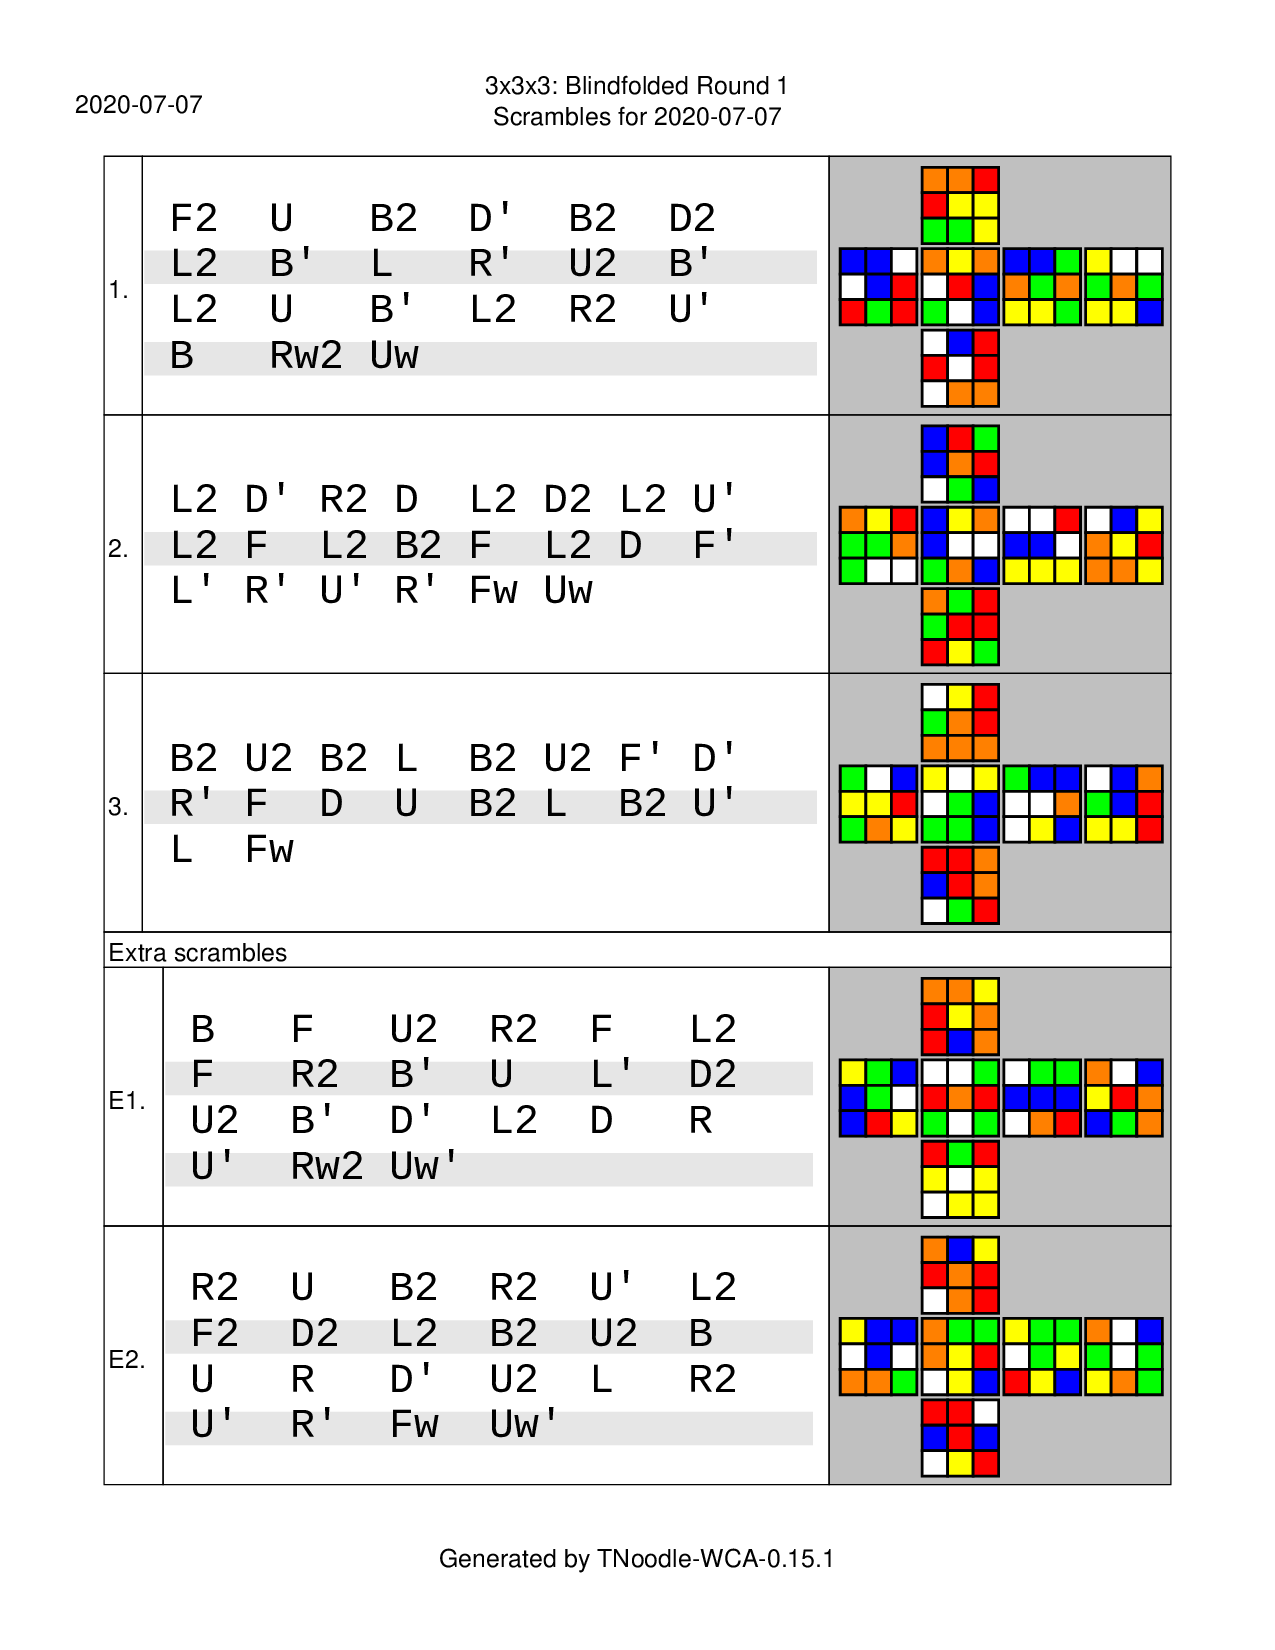 2020-07-07
3x3x3: Blindfolded Round 1
Scrambles for 2020-07-07
1.
F2 U B2 D' B2 D2
L2 B' L R' U2 B'
L2 U B' L2 R2 U'
B Rw2 Uw
2.
L2 D' R2 D L2 D2 L2 U'
L2 F L2 B2 F L2 D F'
L' R' U' R' Fw Uw
3.
B2 U2 B2 L B2 U2 F' D'
R' F D U B2 L B2 U'
L Fw
Extra scrambles
E1.
B F U2 R2 F L2
F R2 B' U L' D2
U2 B' D' L2 D R
U' Rw2 Uw'
E2.
R2 U B2 R2 U' L2
F2 D2 L2 B2 U2 B
U R D' U2 L R2
U' R' Fw Uw'
Generated by TNoodle-WCA-0.15.1